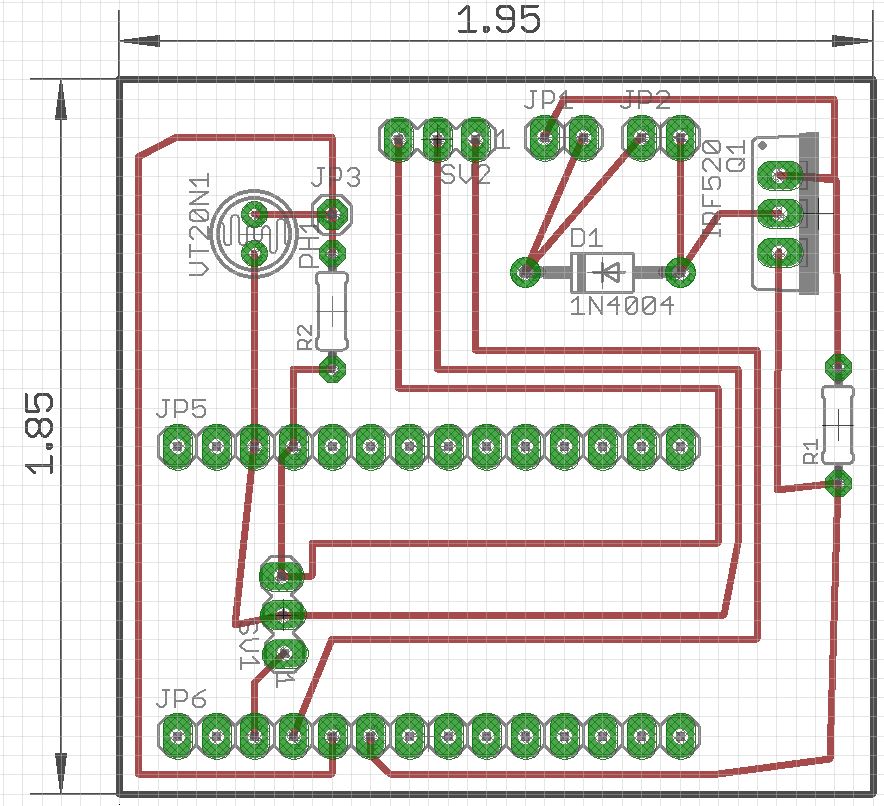 1.95
JP1
JP2
1
SV2
IRF520
Q1
JP3
VT20N1
PH1
D1
1N4004
R2
1.85
JP5
R1
SV1
1
JP6